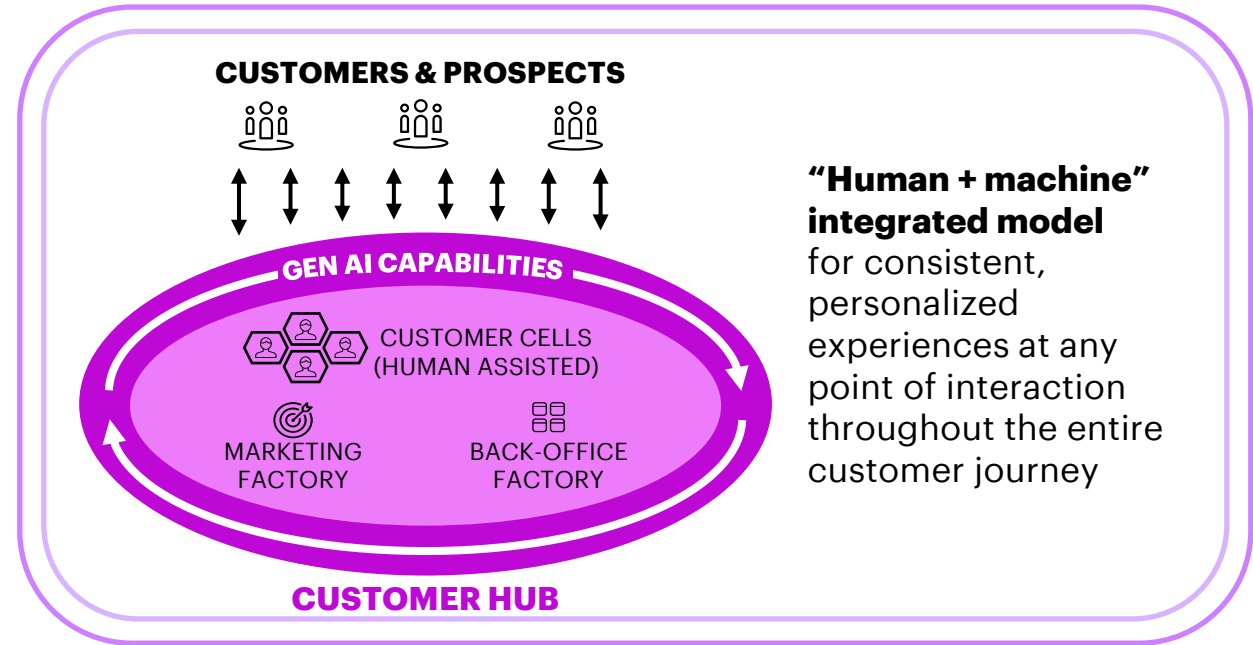 CUSTOMERS & PROSPECTS
GEN AI CAPABILITIES
CUSTOMER CELLS
(HUMAN ASSISTED)
MARKETING
FACTORY
BACK-OFFICE
FACTORY
CUSTOMER HUB
“Human + machine”
integrated model
for consistent,
personalized
experiences at any
point of interaction
throughout the entire
customer journey